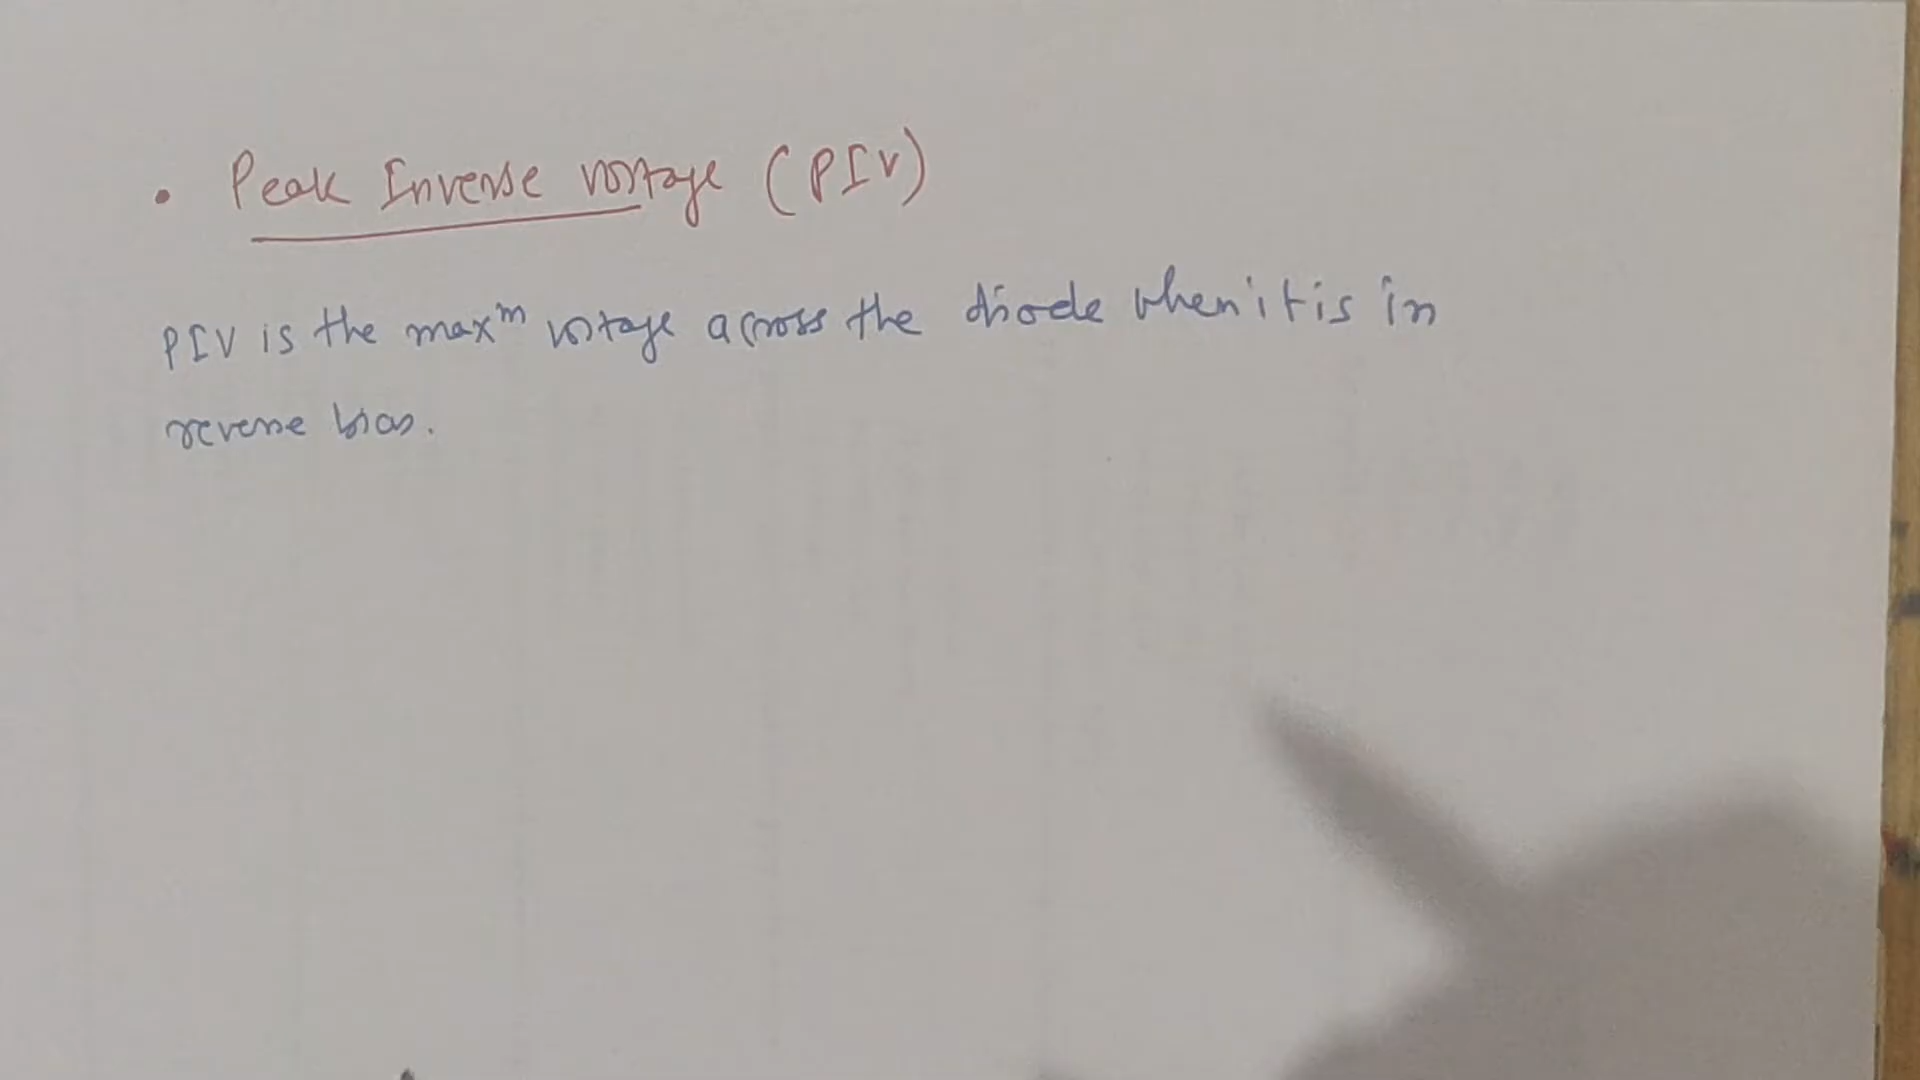 • Peak Inverse voltage (PIV)
PIV is the maxᵐ voltage across the diode when it is in
reverse bias.